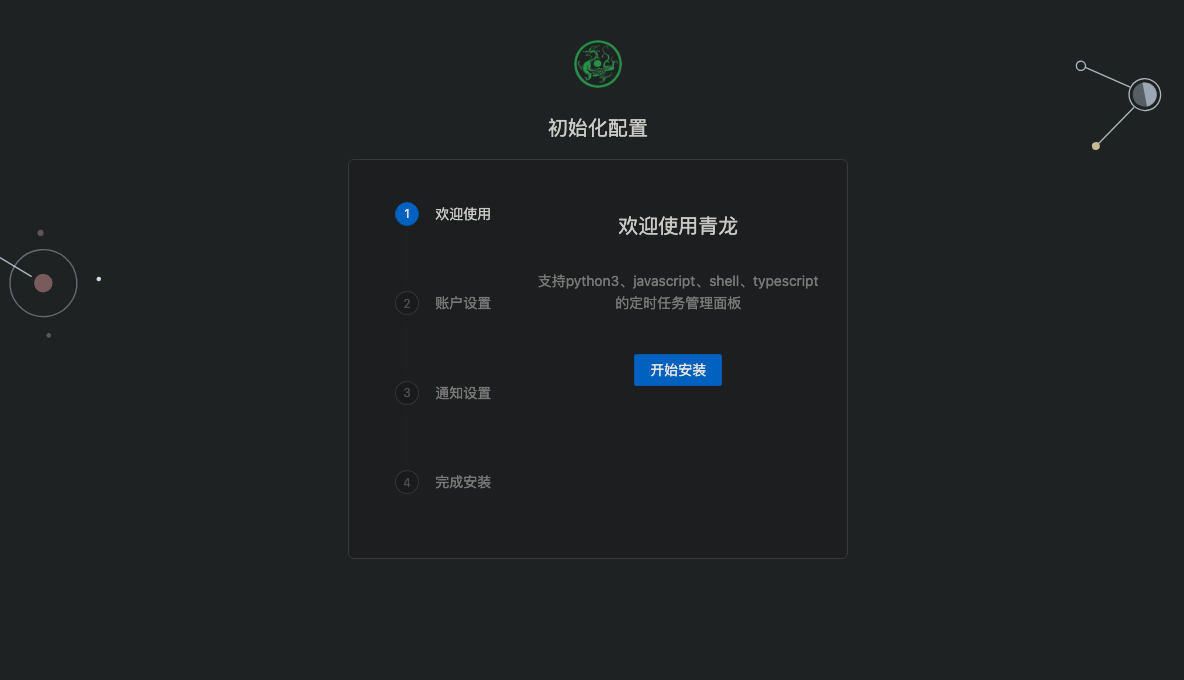 初始化配置
1 欢迎使用
2 账户设置
3 通知设置
4 完成安装
欢迎使用青龙
支持python3、javascript、shell、typescript
的定时任务管理面板
开始安装